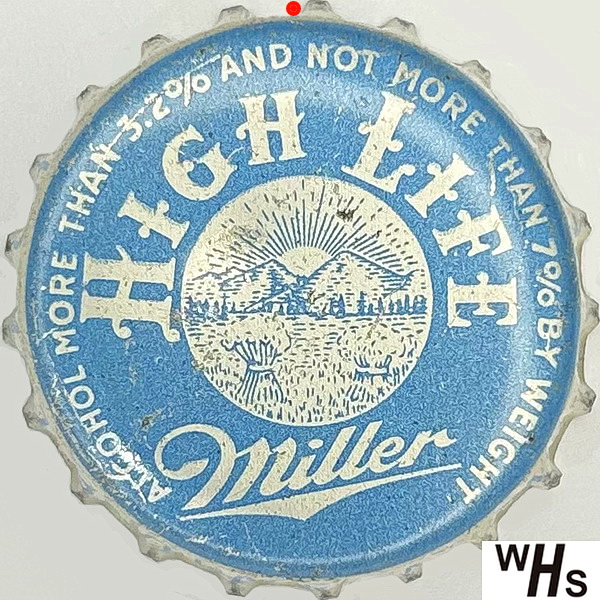 ALCOHOL MORE THAN 3.2% AND NOT MORE THAN 7% BY WEIGHT
HIGH LIFE
Miller
WHS